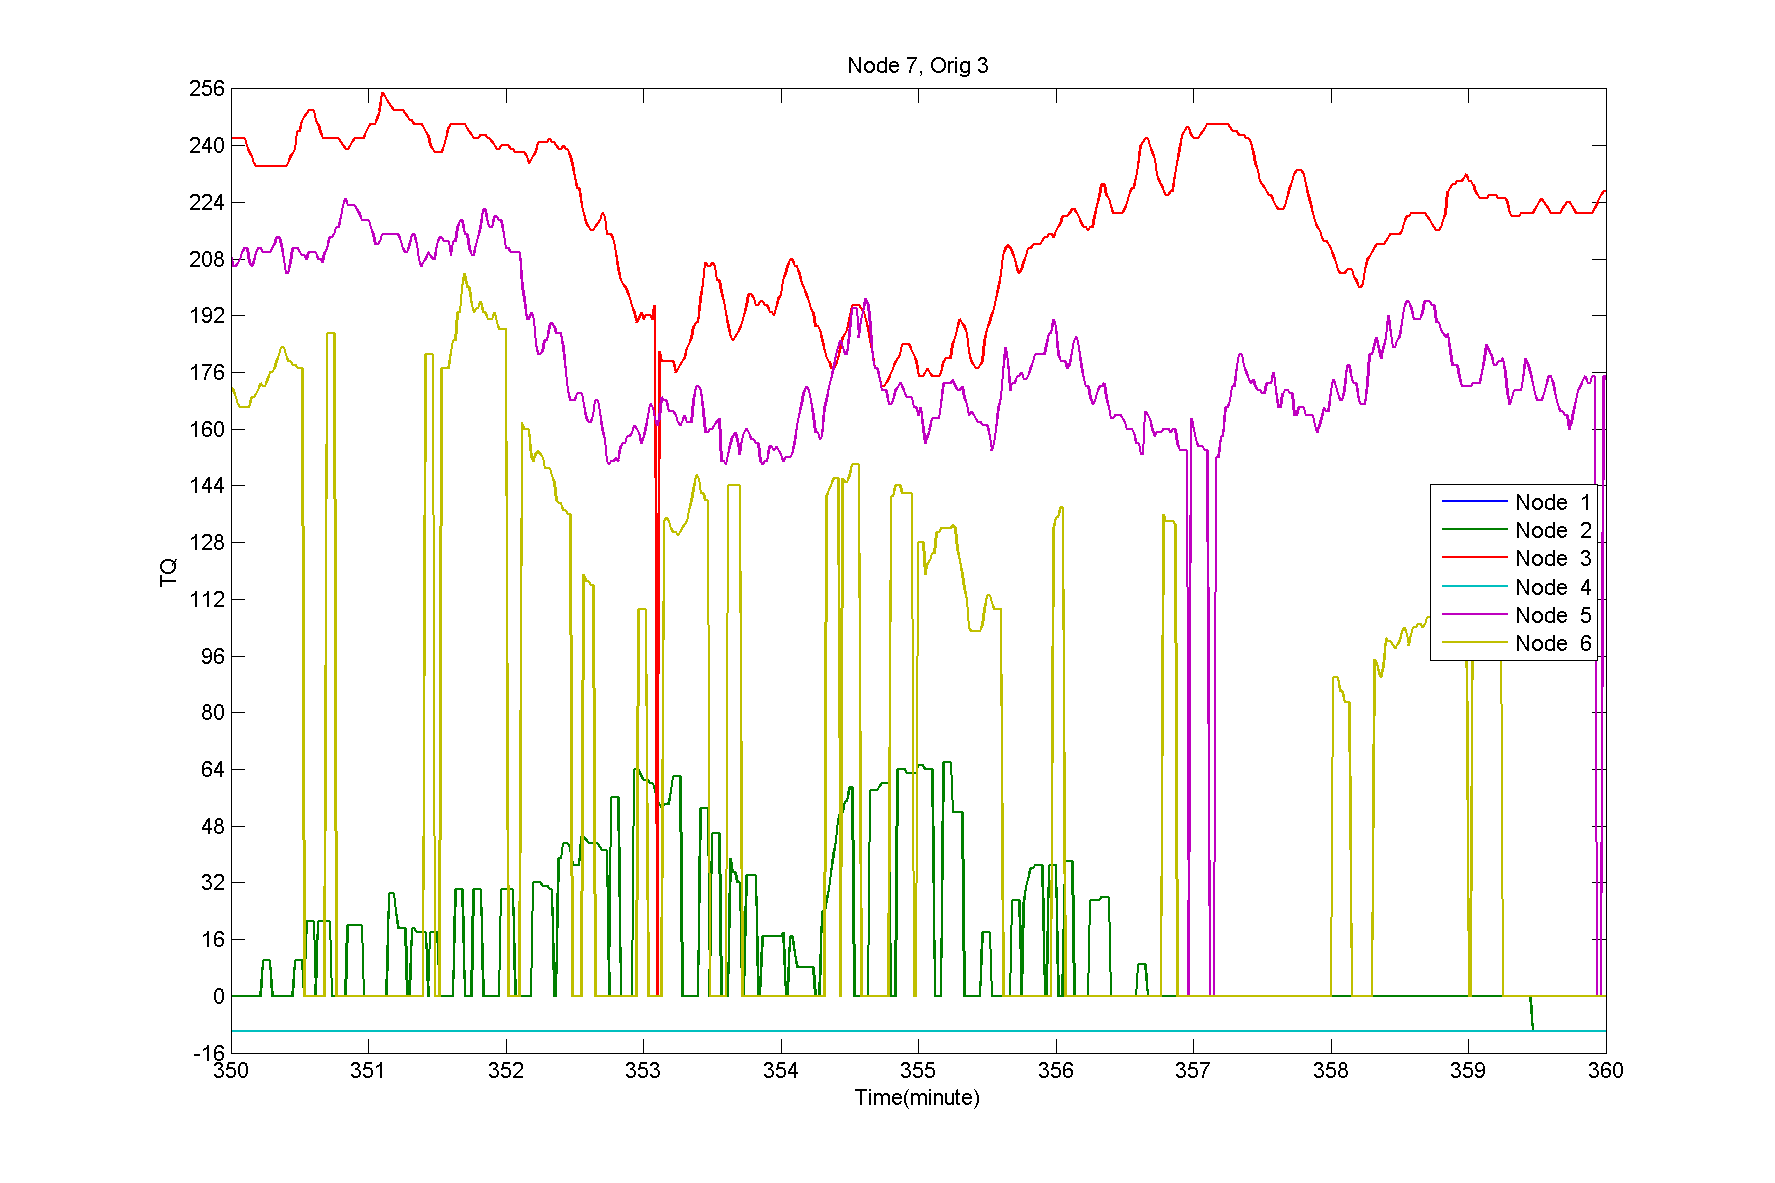 Node 7, Orig 3
256
240
224
208
192
176
160
144
128
112
96
80
64
48
32
16
0
-16
TQ
Node 1
Node 2
Node 3
Node 4
Node 5
Node 6
350 351 352 353 354 355 356 357 358 359 360
Time(minute)